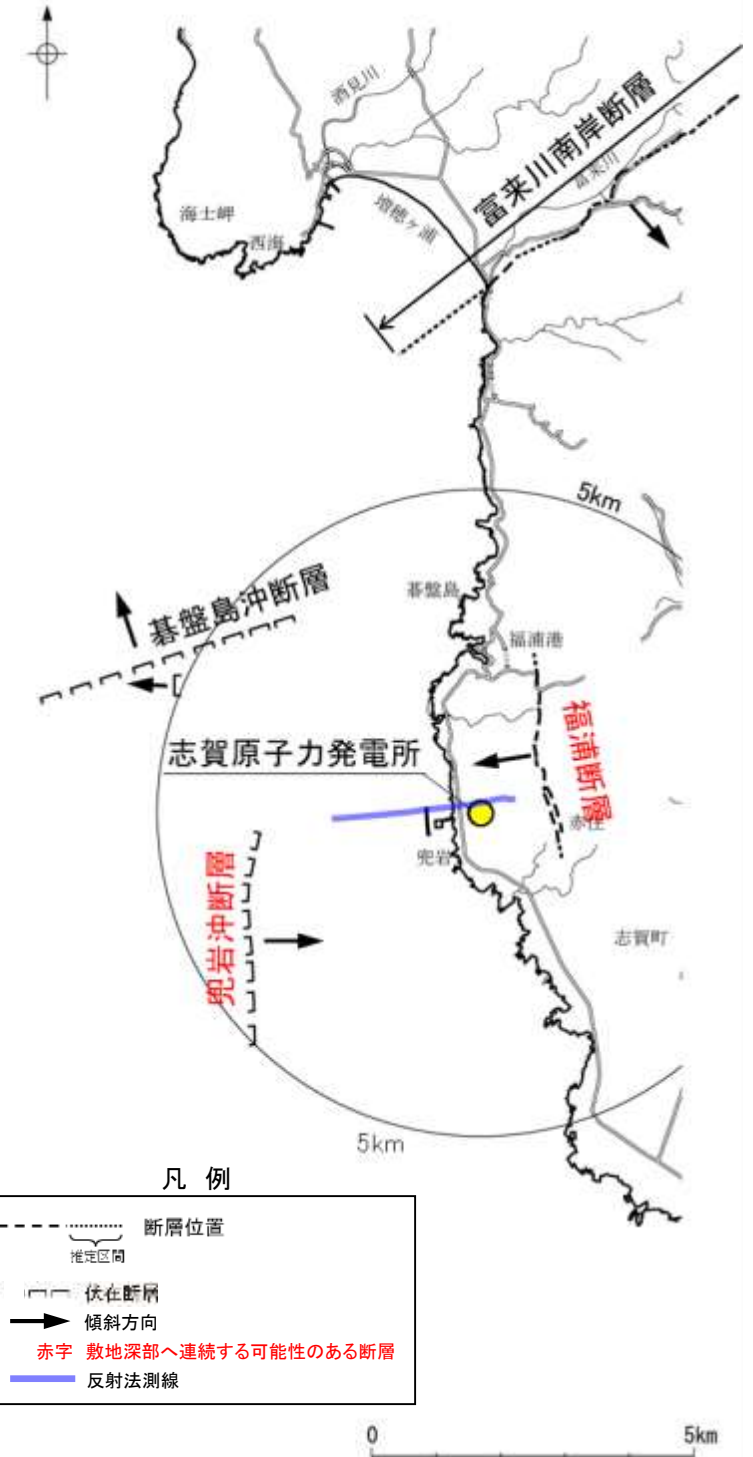 酒見川
富来川南岸断層
富来川
海士岬
増穂ヶ浦
西海
5km
碁盤島
碁盤島沖断層
福浦港
福浦断層
志賀原子力発電所
赤住
兜岩
兜岩沖断層
志賀町
5km
凡 例
断層位置
推定区間
伏在断層
傾斜方向
赤字 敷地深部へ連続する可能性のある断層
反射法測線
0 5km